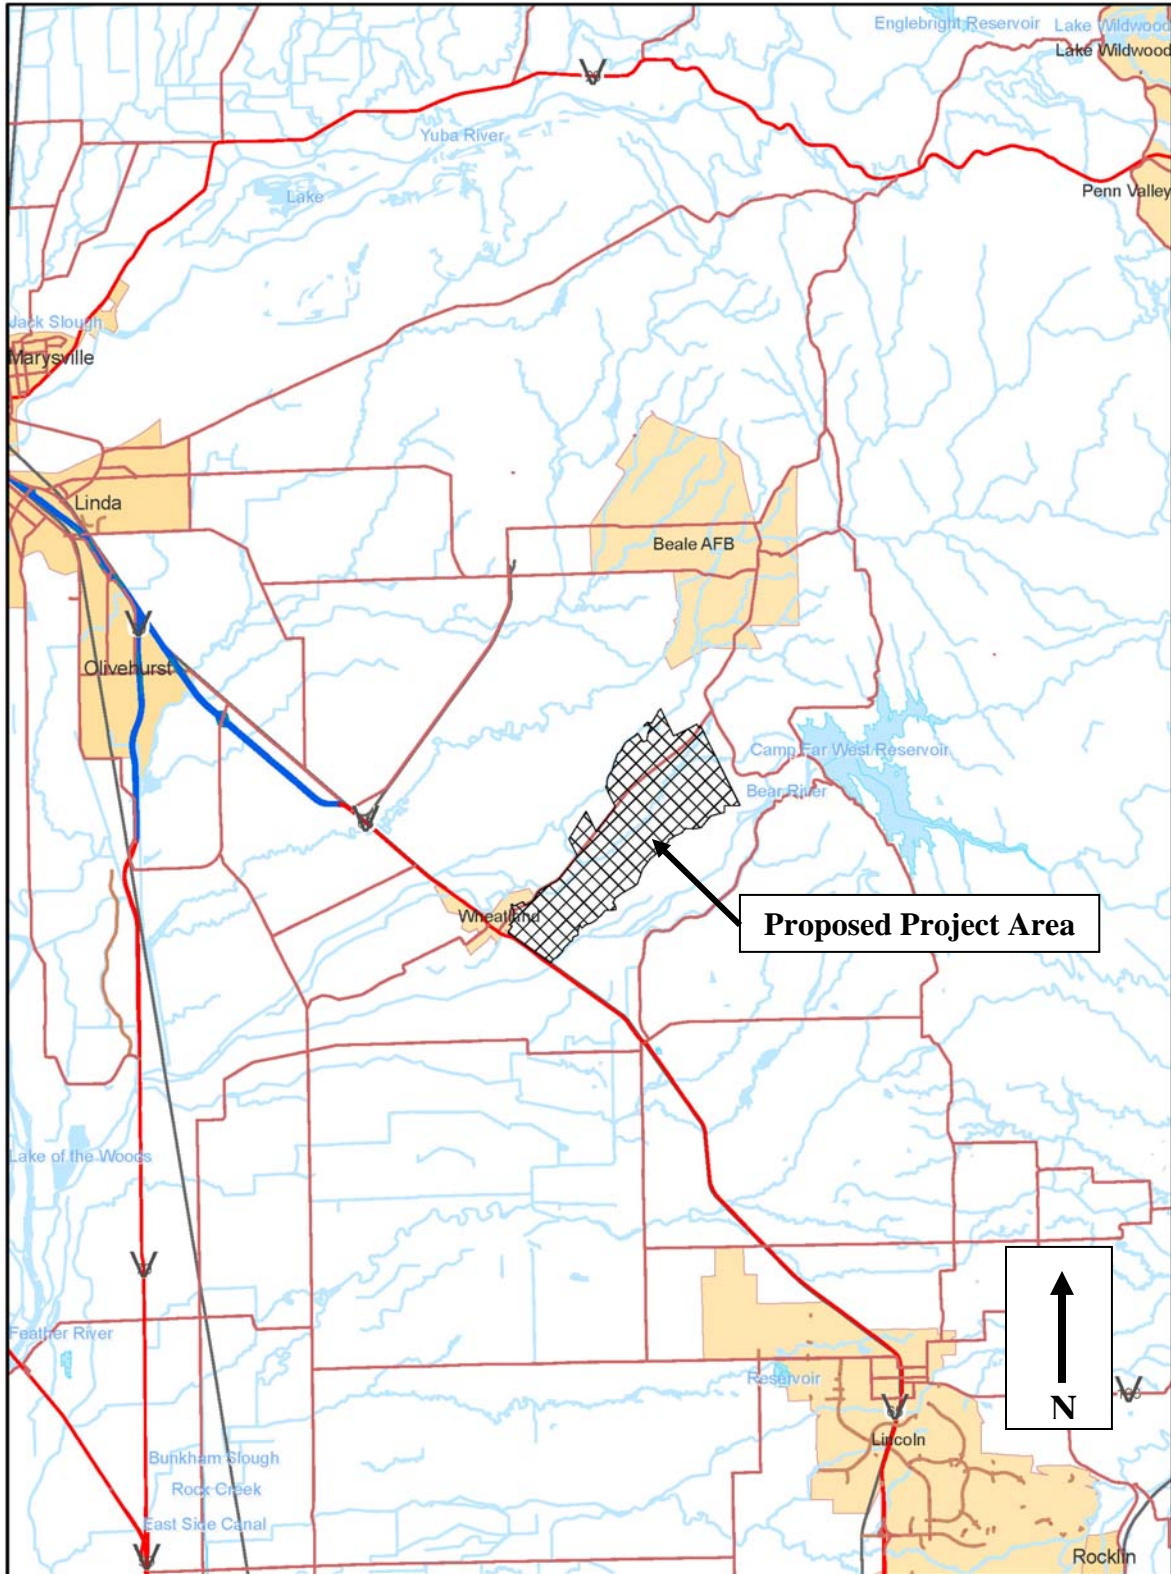 Englebright Reservoir
Lake Wildwood
Lake Wildwood
Yuba River
Penn Valley
Lake
Jack Slough
Marysville
Linda
Beale AFB
Olivehurst
Camp Far West Reservoir
Bear River
Wheatland
Proposed Project Area
Lake of the Woods
Feather River
Reservoir
N
Lincoln
Bunkham Slough
Rock Creek
East Side Canal
Rocklin